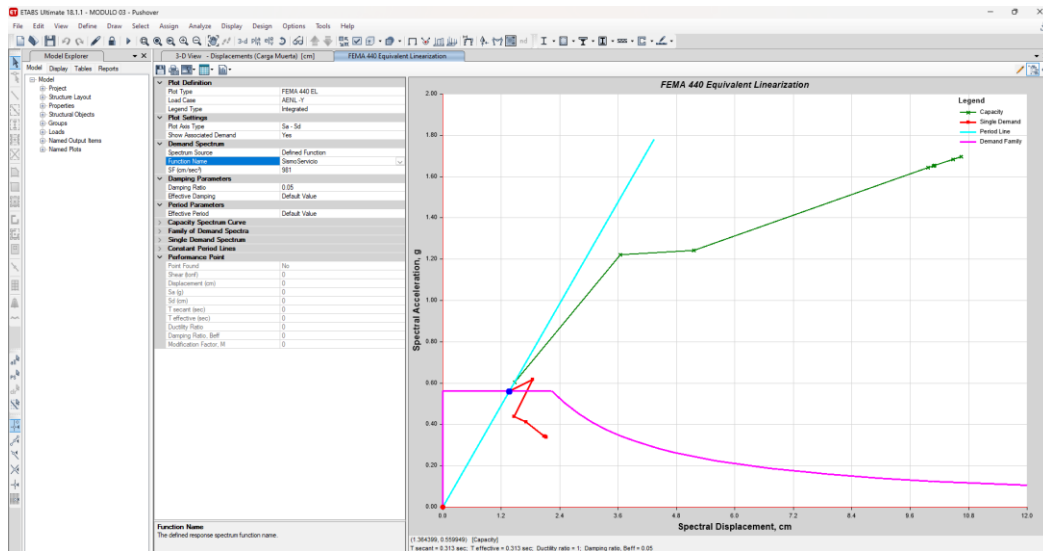 ETABS Ultimate 18.1.1 - MODULO 03 - Pushover
File Edit View Define Draw Select Assign Analyze Display Design Options Tools Help
Model Explorer
3-D View - Displacements (Carga Muerta) [cm]
FEMA 440 Equivalent Linearization
Model Display Tables Reports
Model
Project
Structure Layout
Properties
Structural Objects
Groups
Loads
Named Output Items
Named Plots
Plot Definition
Plot Type FEMA 440 EL
Load Case AENL -Y
Legend Type Integrated
Plot Settings
Plot Axis Type Sa - Sd
Show Associated Demand Yes
Demand Spectrum
Spectrum Source Defined Function
Function Name SismoServicio
SF (cm/sec²) 981
Damping Parameters
Damping Ratio 0.05
Effective Damping Default Value
Period Parameters
Effective Period Default Value
Capacity Spectrum Curve
Family of Demand Spectra
Single Demand Spectrum
Constant Period Lines
Performance Point
Point Found No
Shear (tonf) 0
Displacement (cm) 0
Sa (g) 0
Sd (cm) 0
T secant (sec) 0
T effective (sec) 0
Ductility Ratio 0
Damping Ratio, Beff 0
Modification Factor, M 0
Function Name
The defined response spectrum function name.
FEMA 440 Equivalent Linearization
Legend
Capacity
Single Demand
Period Line
Demand Family
Spectral Acceleration, g
2.00
1.80
1.60
1.40
1.20
1.00
0.80
0.60
0.40
0.20
0.00
0.0 1.2 2.4 3.6 4.8 6.0 7.2 8.4 9.6 10.8 12.0
Spectral Displacement, cm
(1.364399, 0.559949) [Capacity]
T secant = 0.313 sec; T effective = 0.313 sec; Ductility ratio = 1; Damping ratio, Beff = 0.05